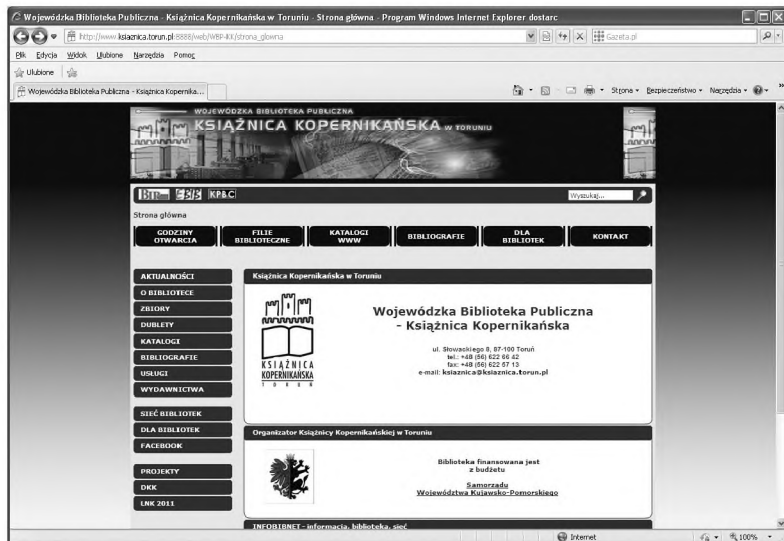 Wojewódzka Biblioteka Publiczna - Książnica Kopernikańska w Toruniu - Strona główna - Program Windows Internet Explorer dostarc
http://www.ksiaznica.torun.pl:8888/web/WBP-KK/strona_glowna
Gazeta.pl
Plik Edycja Widok Ulubione Narzędzia Pomoc
Ulubione
Wojewódzka Biblioteka Publiczna - Książnica Kopernika...
Strona Bezpieczeństwo Narzędzia
WOJEWÓDZKA BIBLIOTEKA PUBLICZNA
KSIĄŻNICA KOPERNIKAŃSKA W TORUNIU
KPBC
Wyszukaj...
Strona główna
GODZINY OTWARCIA
FILIE BIBLIOTECZNE
KATALOGI WWW
BIBLIOGRAFIE
DLA BIBLIOTEK
KONTAKT
AKTUALNOŚCI
O BIBLIOTECE
ZBIORY
DUBLETY
KATALOGI
BIBLIOGRAFIE
USŁUGI
WYDAWNICTWA
SIEĆ BIBLIOTEK
DLA BIBLIOTEK
FACEBOOK
PROJEKTY
DKK
LNK 2011
Książnica Kopernikańska w Toruniu
KSIĄŻNICA
KOPERNIKAŃSKA
TORUŃ
Wojewódzka Biblioteka Publiczna
- Książnica Kopernikańska
ul. Słowackiego 8, 87-100 Toruń
tel.: +48 (56) 622 66 42
fax: +48 (56) 622 57 13
e-mail: ksiaznica@ksiaznica.torun.pl
Organizator Książnicy Kopernikańskiej w Toruniu
Biblioteka finansowana jest
z budżetu
Samorządu
Województwa Kujawsko-Pomorskiego
INFOBIBNET - informacja, biblioteka, sieć
Internet
100%